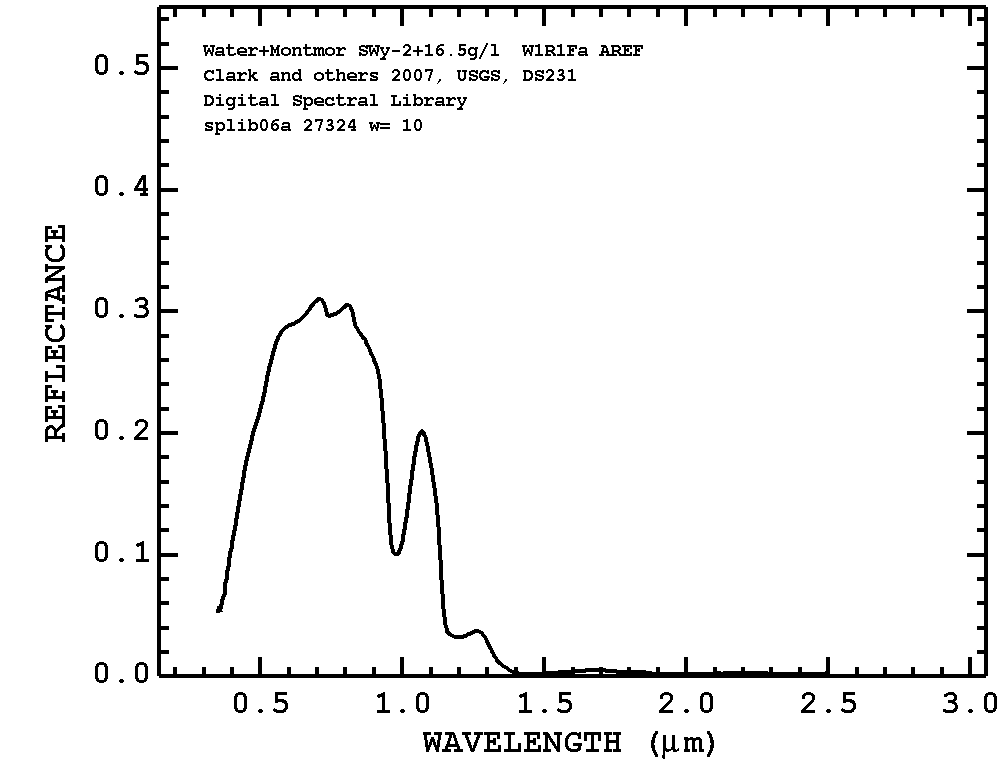 Water+Montmor SWy-2+16.5g/l W1R1Fa AREF
Clark and others 2007, USGS, DS231
Digital Spectral Library
splib06a 27324 w= 10
REFLECTANCE
0.5
0.4
0.3
0.2
0.1
0.0
0.5 1.0 1.5 2.0 2.5 3.0
WAVELENGTH (μm)